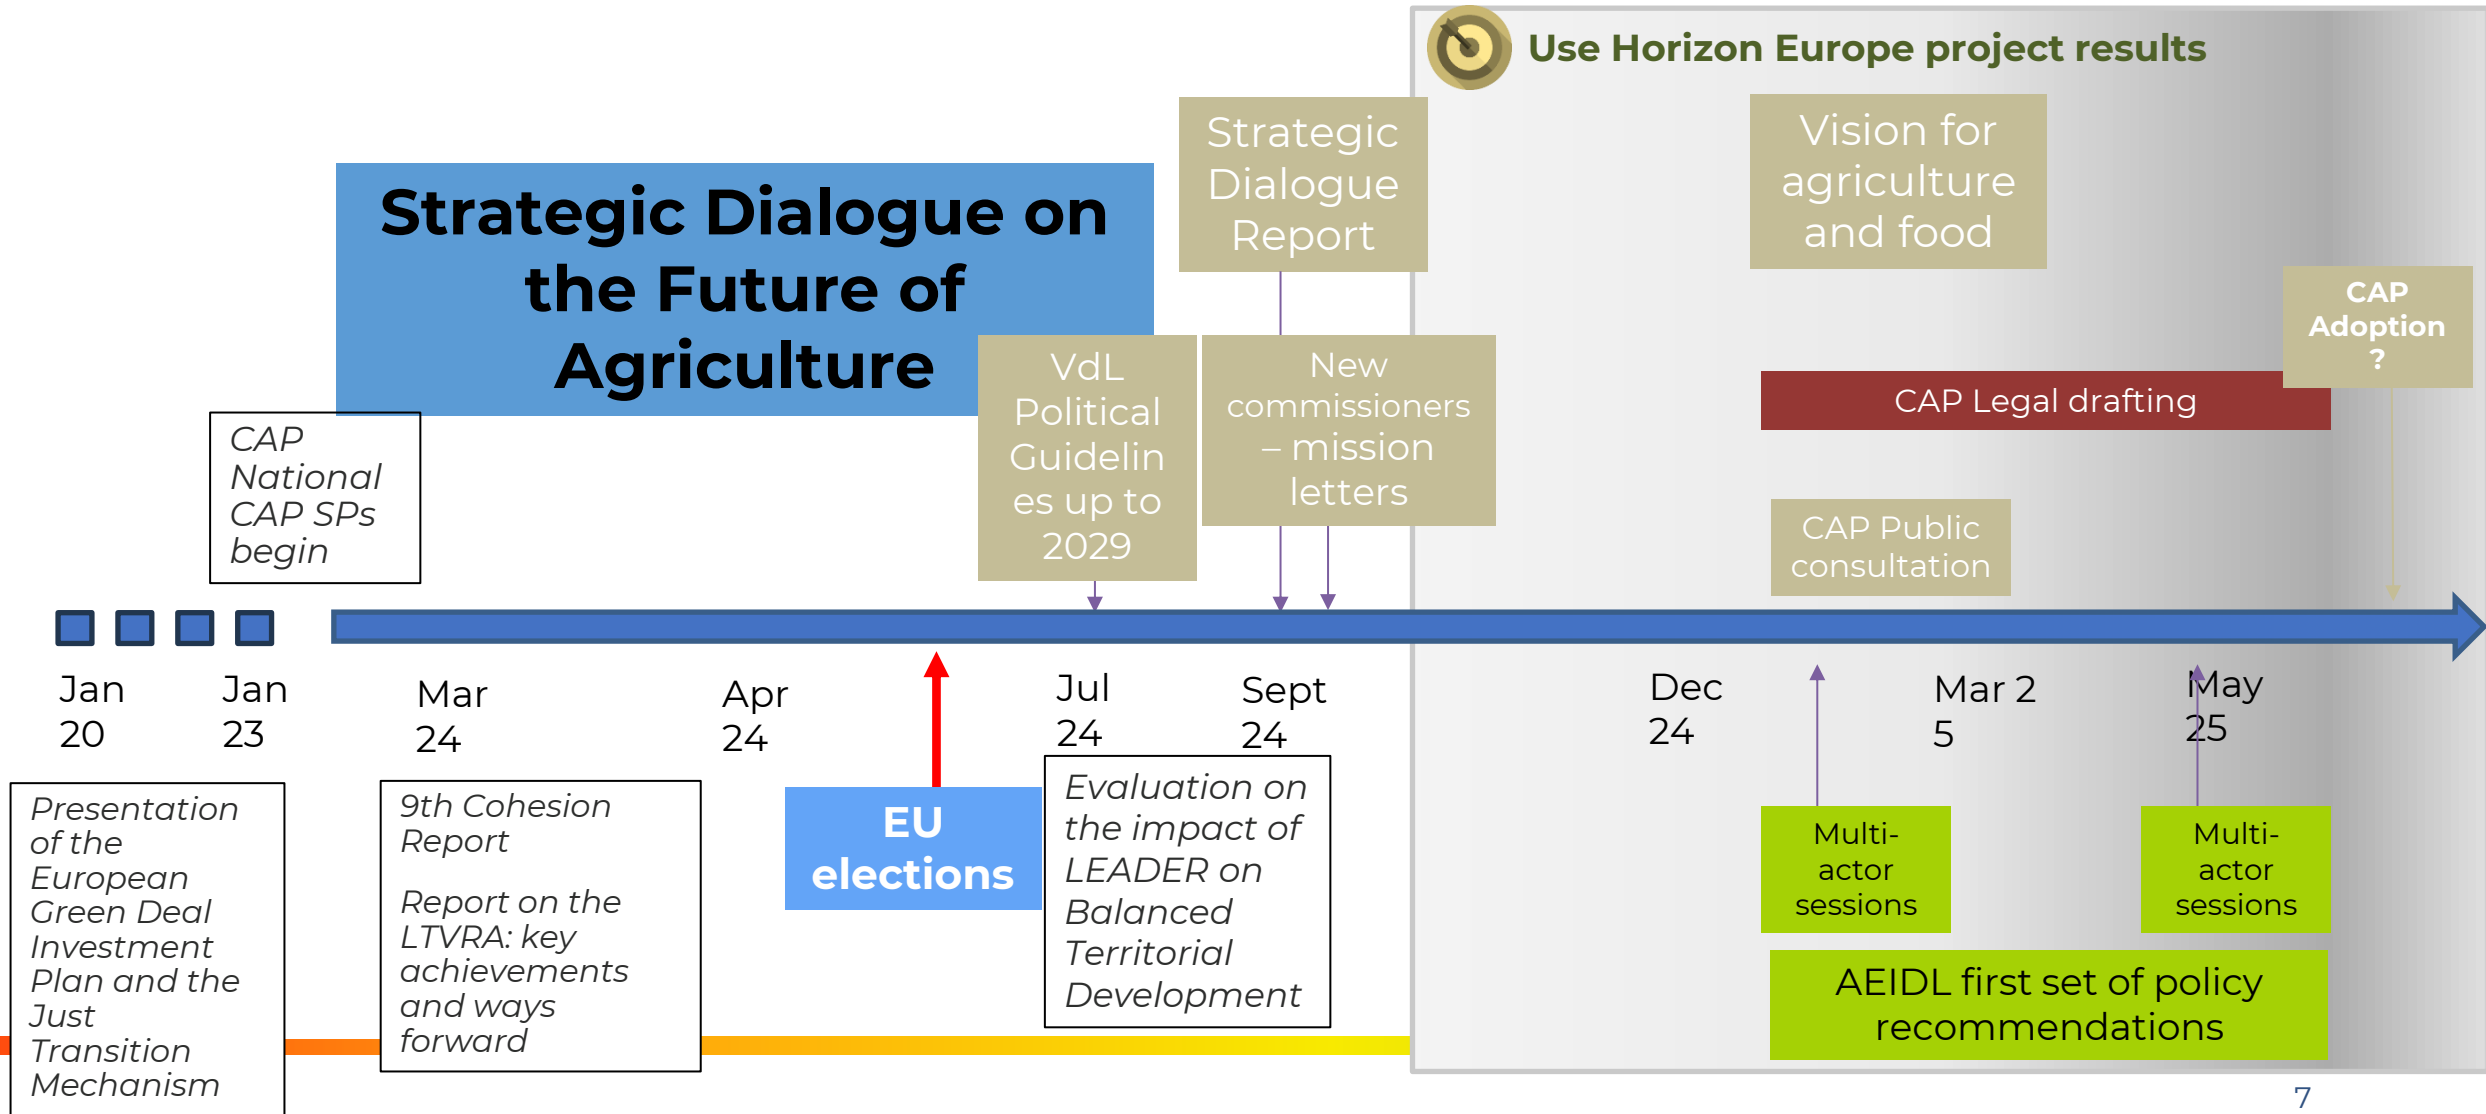 Use Horizon Europe project results
Strategic
Dialogue
Report
Vision for
agriculture
and food
Strategic Dialogue on
the Future of
Agriculture
CAP
Adoption
?
VdL
Political
Guidelin
es up to
2029
New
commissioners
– mission
letters
CAP Legal drafting
CAP
National
CAP SPs
begin
CAP Public
consultation
Jan
20
Jan
23
Mar
24
Apr
24
Jul
24
Sept
24
Dec
24
Mar 2
5
May
25
Presentation
of the
European
Green Deal
Investment
Plan and the
Just
Transition
Mechanism
9th Cohesion
Report
Report on the
LTVRA: key
achievements
and ways
forward
EU
elections
Evaluation on
the impact of
LEADER on
Balanced
Territorial
Development
Multi-
actor
sessions
Multi-
actor
sessions
AEIDL first set of policy
recommendations
7